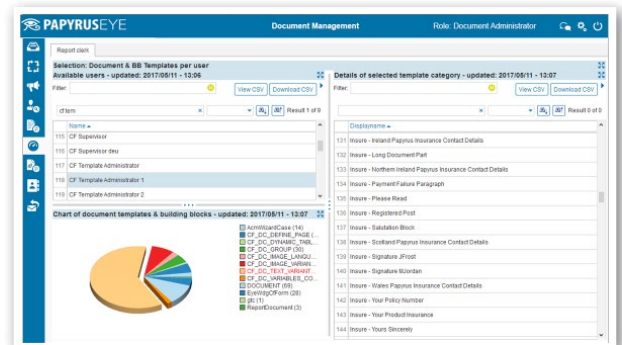 PAPYRUSEYE
Document Management
Role: Document Administrator
Report clerk
Selection: Document & BB Templates per user
Available users - updated: 2017/05/11 - 13:06
Filter:
View CSV
Download CSV
Result 1 of 9
Name
115 CF Supervisor
116 CF Supervisor deu
117 CF Template Administrator
118 CF Template Administrator 1
119 CF Template Administrator 2
Chart of document templates & building blocks - updated: 2017/05/11 - 13:07
AcmWizardCase (14)
CF_DC_DEFINE_PAGE (...
CF_DC_DYNAMIC_TABL...
CF_DC_GROUP (30)
CF_DC_IMAGE_LANGU...
CF_DC_IMAGE_VARIAN...
CF_DC_TEXT_VARIANT...
CF_DC_VARIABLES_CO...
DOCUMENT (69)
EyeWdgCfForm (28)
ptc (1)
ReportDocument (3)
Details of selected template category - updated: 2017/05/11 - 13:07
Filter:
View CSV
Download CSV
Result 0 of 0
Displayname
131 Insure - Ireland Papyrus Insurance Contact Details
132 Insure - Long Document Part
133 Insure - Northern Ireland Papyrus Insurance Contact Details
134 Insure - Payment Failure Paragraph
135 Insure - Please Read
136 Insure - Registered Post
137 Insure - Salutation Block
138 Insure - Scotland Papyrus Insurance Contact Details
139 Insure - Signature JFrost
140 Insure - Signature MJordan
141 Insure - Wales Papyrus Insurance Contact Details
142 Insure - Your Policy Number
143 Insure - Your Product Insurance
144 Insure - Yours Sincerely